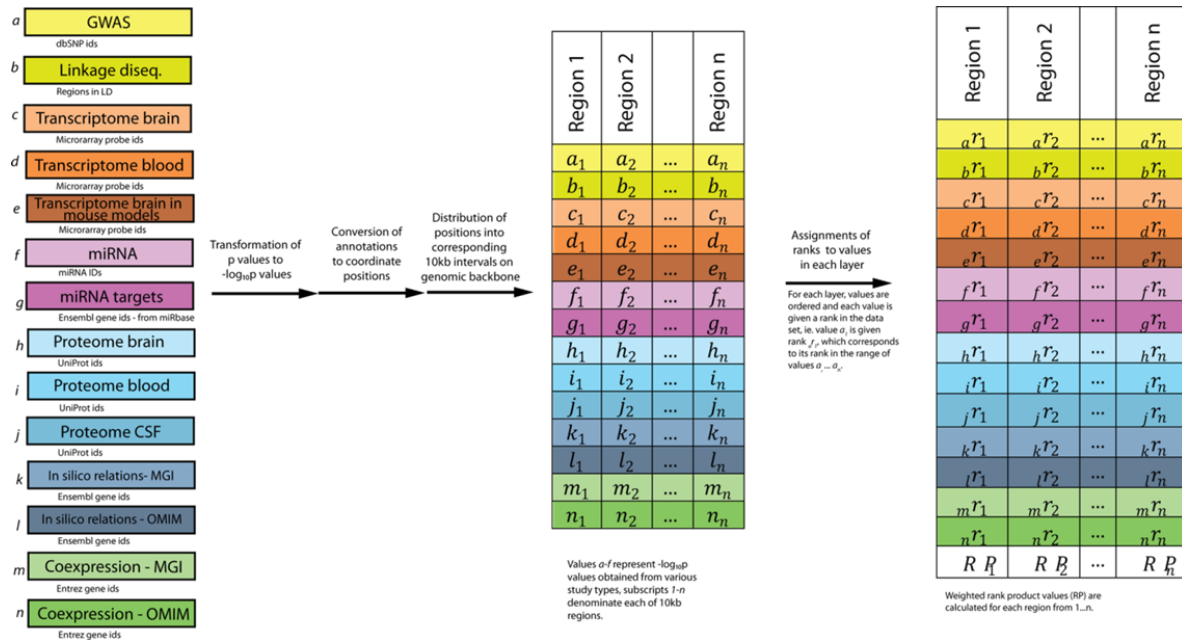 a
GWAS
dbSNP ids
b
Linkage diseq.
Regions in LD
c
Transcriptome brain
Microarray probe ids
d
Transcriptome blood
Microarray probe ids
e
Transcriptome brain in
mouse models
Microarray probe ids
f
miRNA
miRNA IDs
g
miRNA targets
Ensembl gene ids - from miRbase
h
Proteome brain
UniProt ids
i
Proteome blood
UniProt ids
j
Proteome CSF
UniProt ids
k
In silico relations- MGI
Ensembl gene ids
l
In silico relations - OMIM
Ensembl gene ids
m
Coexpression - MGI
Entrez gene ids
n
Coexpression - OMIM
Entrez gene ids
Transformation of
p values to
-log₁₀p values
Conversion of
annotations
to coordinate
positions
Distribution of
positions into
corresponding
10kb intervals on
genomic backbone
Region 1 Region 2 Region n
a₁ a₂ ... aₙ
b₁ b₂ ... bₙ
c₁ c₂ ... cₙ
d₁ d₂ ... dₙ
e₁ e₂ ... eₙ
f₁ f₂ ... fₙ
g₁ g₂ ... gₙ
h₁ h₂ ... hₙ
i₁ i₂ ... iₙ
j₁ j₂ ... jₙ
k₁ k₂ ... kₙ
l₁ l₂ ... lₙ
m₁ m₂ ... mₙ
n₁ n₂ ... nₙ
Values a-f represent -log₁₀p
values obtained from various
study types, subscripts 1-n
denominate each of 10kb
regions.
Assignments of
ranks to values
in each layer
For each layer, values are
ordered and each value is
given a rank in the data
set, ie. value a₁ is given
rank, which corresponds
to its rank in the range of
values
Region 1 Region 2 Region n
ar₁ ar₂ ... arₙ
br₁ br₂ ... brₙ
cr₁ cr₂ ... crₙ
dr₁ dr₂ ... drₙ
er₁ er₂ ... erₙ
fr₁ fr₂ ... frₙ
gr₁ gr₂ ... grₙ
hr₁ hr₂ ... hrₙ
ir₁ ir₂ ... irₙ
jr₁ jr₂ ... jrₙ
kr₁ kr₂ ... krₙ
lr₁ lr₂ ... lrₙ
mr₁ mr₂ ... mrₙ
nr₁ nr₂ ... nrₙ
R P₁ R P₂ ... R Pₙ
Weighted rank product values (RP) are
calculated for each region from 1...n.